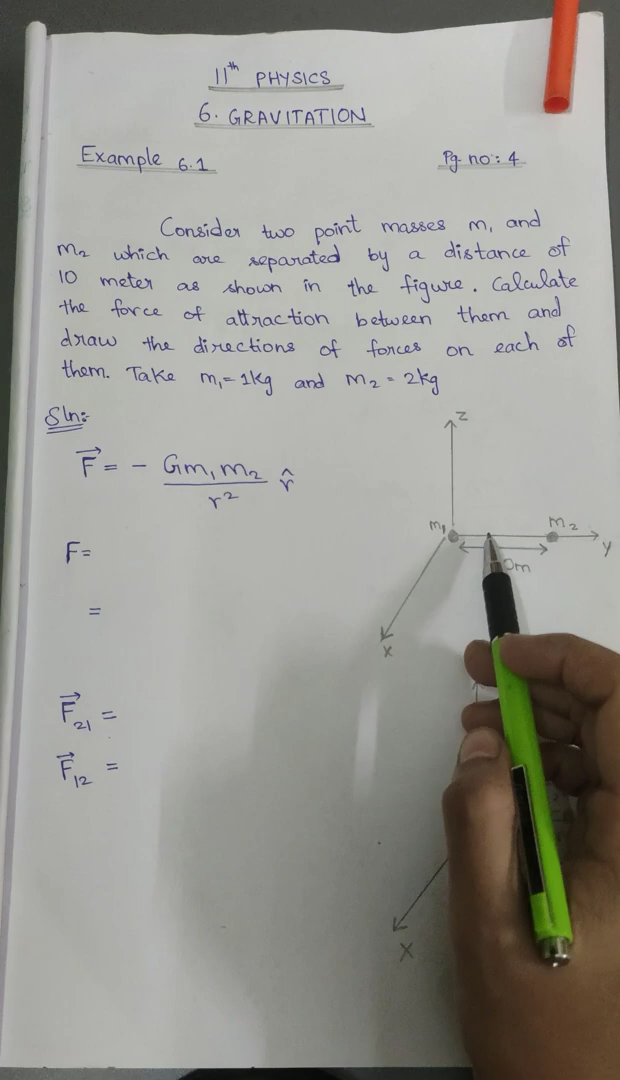 11th PHYSICS
6. GRAVITATION
Example 6.1
Pg. no: 4
Consider two point masses m₁ and
m₂ which are separated by a distance of
10 meter as shown in the figure. Calculate
the force of attraction between them and
draw the directions of forces on each of
them. Take m₁ = 1kg and m₂ = 2kg
Sln:-
F⃗ = - Gm₁m₂ / r² r̂
F=
=
F⃗₂₁ =
F⃗₁₂ =
z
m₁
m₂
y
x
x